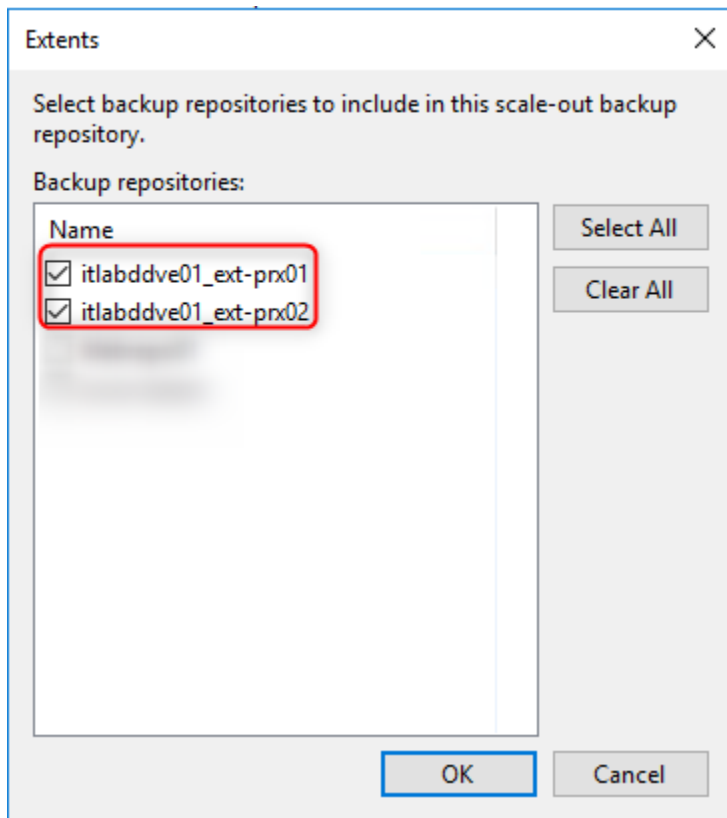 Extents
Select backup repositories to include in this scale-out backup
repository.
Backup repositories:
Name
Select All
itlabddve01_ext-prx01
Clear All
itlabddve01_ext-prx02
OK
Cancel